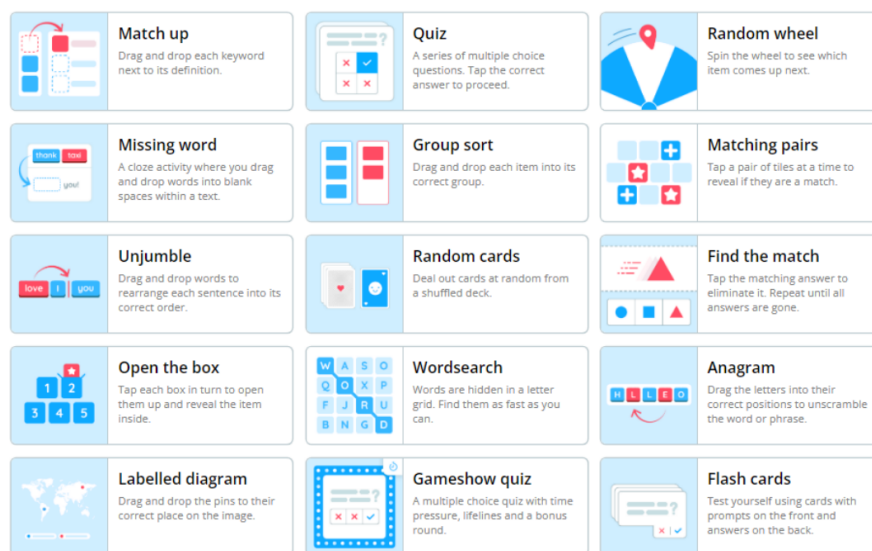 Match up
Drag and drop each keyword
next to its definition.
?
Quiz
A series of multiple choice
questions. Tap the correct
answer to proceed.
Random wheel
Spin the wheel to see which
item comes up next.
thank taxi
you!
Missing word
A cloze activity where you drag
and drop words into blank
spaces within a text.
Group sort
Drag and drop each item into its
correct group.
Matching pairs
Tap a pair of tiles at a time to
reveal if they are a match.
love I you
Unjumble
Drag and drop words to
rearrange each sentence into its
correct order.
Random cards
Deal out cards at random from
a shuffled deck.
Find the match
Tap the matching answer to
eliminate it. Repeat until all
answers are gone.
1 2
3 4 5
Open the box
Tap each box in turn to open
them up and reveal the item
inside.
W A S O
Q O X P
F J R U
B N G D
Wordsearch
Words are hidden in a letter
grid. Find them as fast as you
can.
H L L E O
Anagram
Drag the letters into their
correct positions to unscramble
the word or phrase.
Labelled diagram
Drag and drop the pins to their
correct place on the image.
?
Gameshow quiz
A multiple choice quiz with time
pressure, lifelines and a bonus
round.
?
Flash cards
Test yourself using cards with
prompts on the front and
answers on the back.